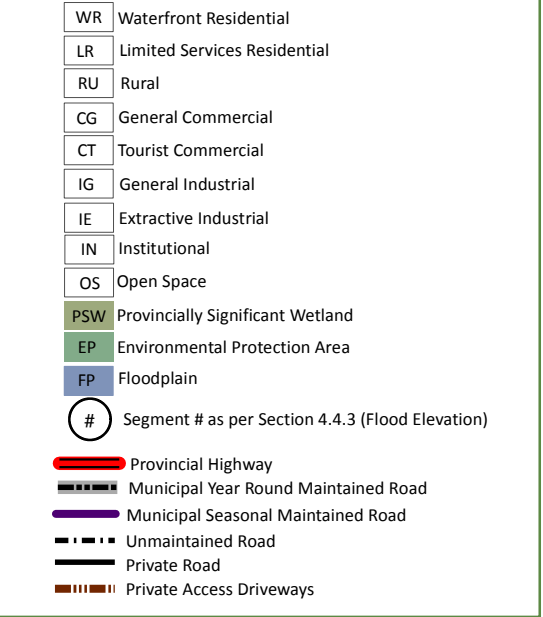 WR Waterfront Residential
LR Limited Services Residential
RU Rural
CG General Commercial
CT Tourist Commercial
IG General Industrial
IE Extractive Industrial
IN Institutional
OS Open Space
PSW Provincially Significant Wetland
EP Environmental Protection Area
FP Floodplain
# Segment # as per Section 4.4.3 (Flood Elevation)
Provincial Highway
Municipal Year Round Maintained Road
Municipal Seasonal Maintained Road
Unmaintained Road
Private Road
Private Access Driveways